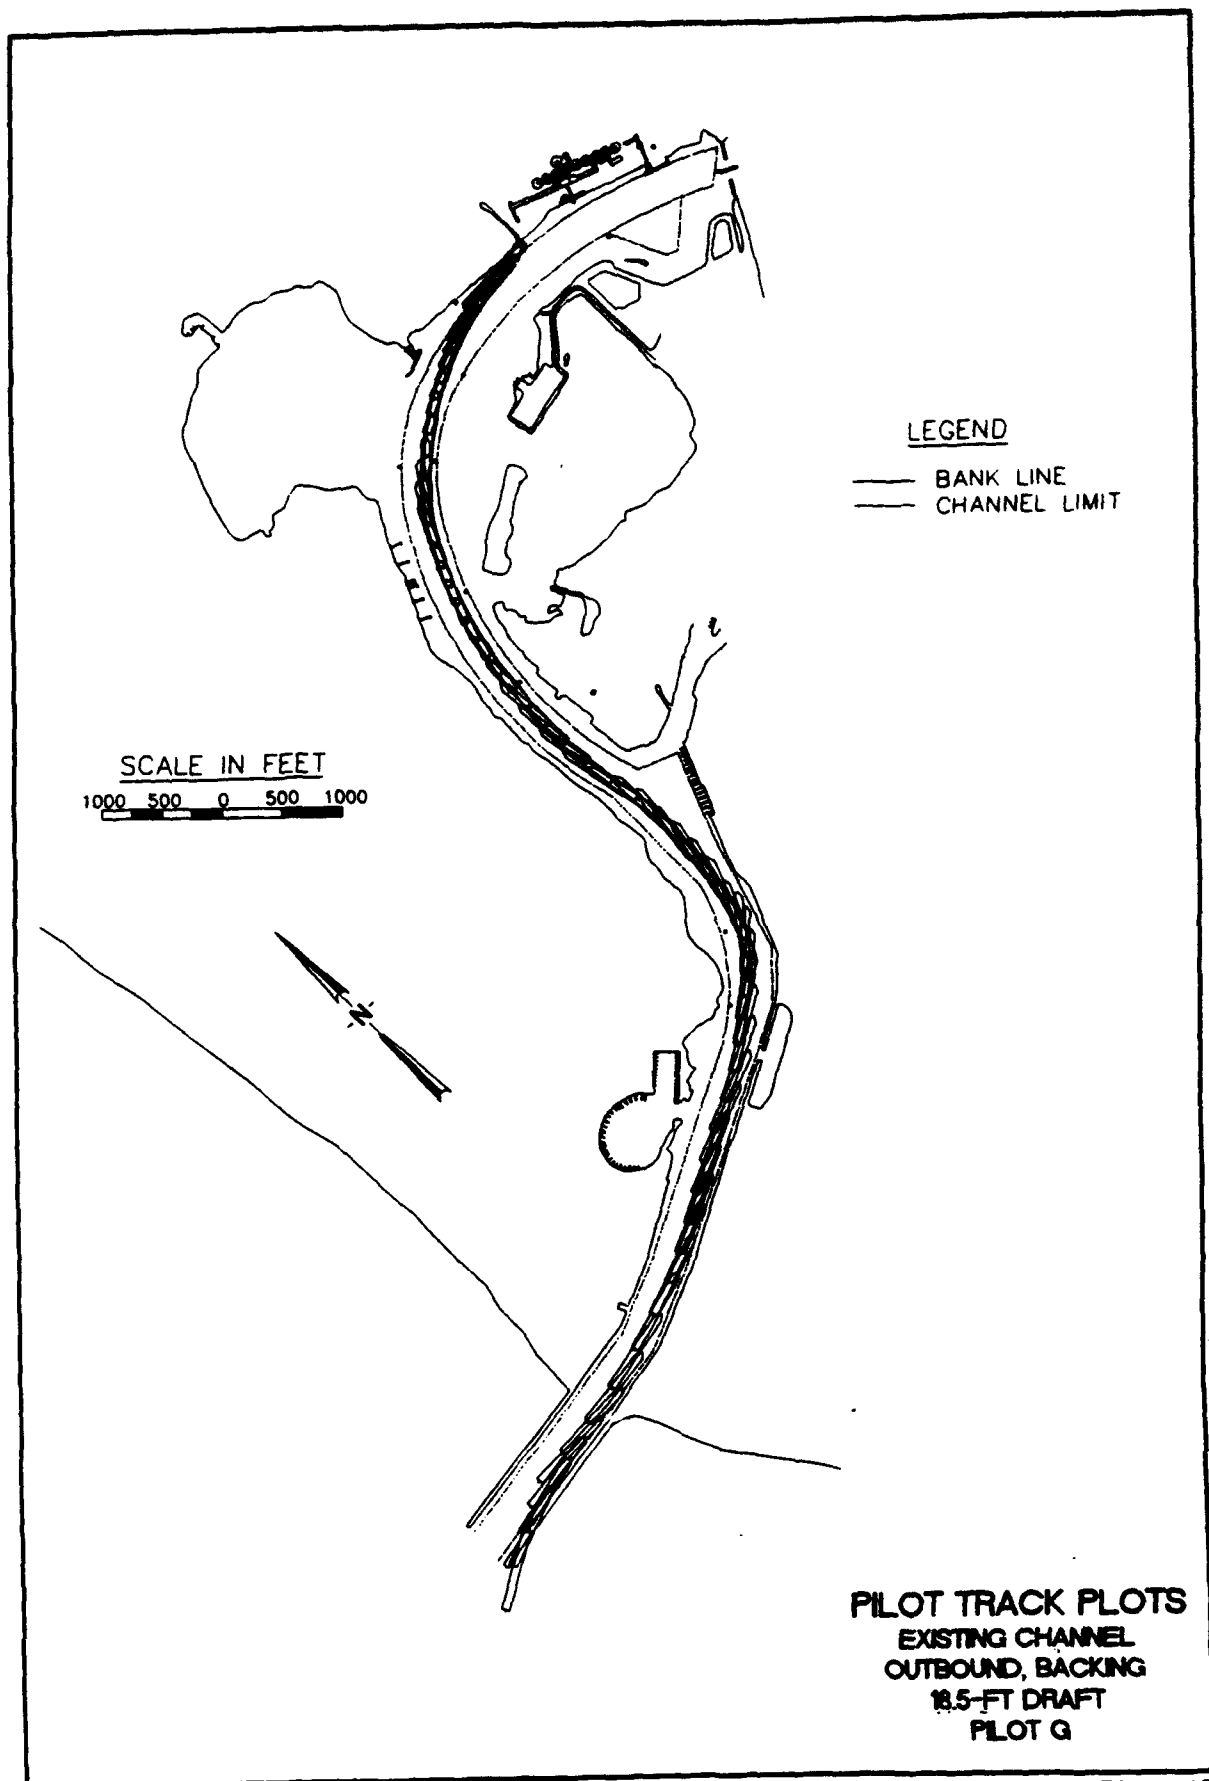 LEGEND
BANK LINE
CHANNEL LIMIT
SCALE IN FEET
1000 500 0 500 1000
N
PILOT TRACK PLOTS
EXISTING CHANNEL
OUTBOUND, BACKING
18.5-FT DRAFT
PILOT G